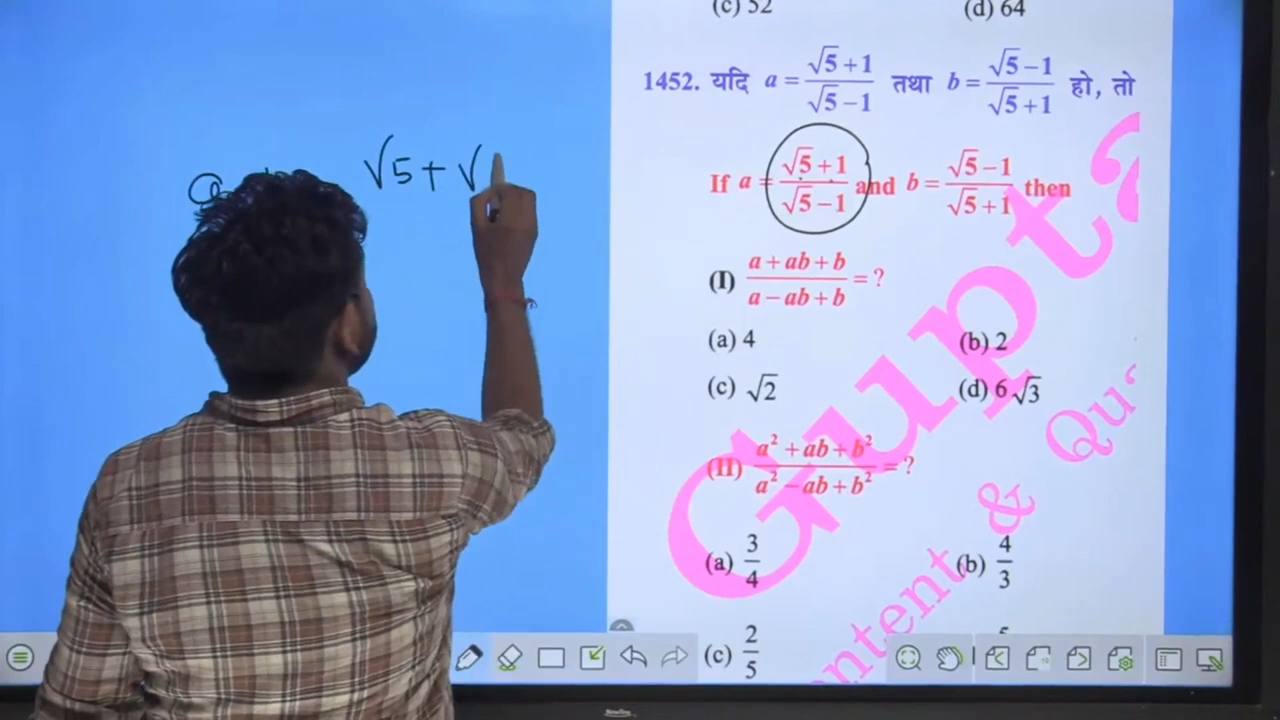 (c) 52 (d) 64
1452. यदि a = √5+1/√5−1 तथा b = √5−1/√5+1 हो, तो
If a = √5+1/√5−1 and b = √5−1/√5+1 then
(I) a+ab+b/a−ab+b = ?
(a) 4 (b) 2
(c) √2 (d) 6√3
(II) a²+ab+b²/a²−ab+b² = ?
(a) 3/4 (b) 4/3
(c) 2/5
√5 + √
Gupta
&